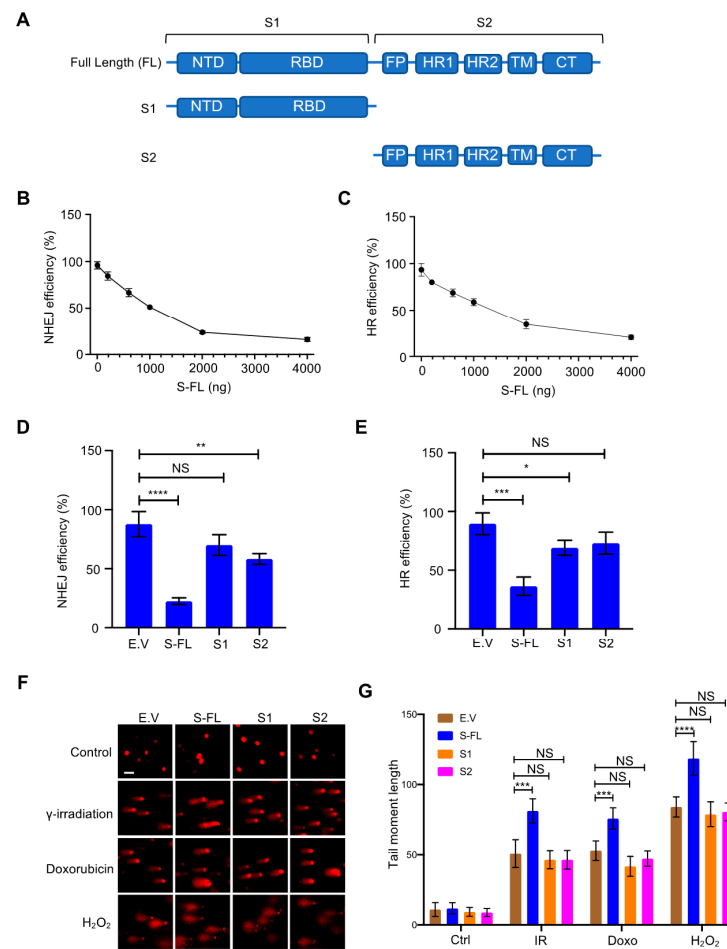 A
S1
S2
Full Length (FL)
NTD
RBD
FP
HR1
HR2
TM
CT
S1
NTD
RBD
S2
FP
HR1
HR2
TM
CT
B
150
100
50
0
NHEJ efficiency (%)
0
1000
2000
3000
4000
S-FL (ng)
C
150
100
50
0
HR efficiency (%)
0
1000
2000
3000
4000
S-FL (ng)
D
150
100
50
0
NHEJ efficiency (%)
**
NS
****
E.V
S-FL
S1
S2
E
150
100
50
0
HR efficiency (%)
NS
*
***
E.V
S-FL
S1
S2
F
E.V
S-FL
S1
S2
Control
γ-irradiation
Doxorubicin
H₂O₂
G
E.V
S-FL
S1
S2
150
100
50
0
Tail moment length
NS
NS
***
NS
NS
***
NS
NS
****
Ctrl
IR
Doxo
H₂O₂